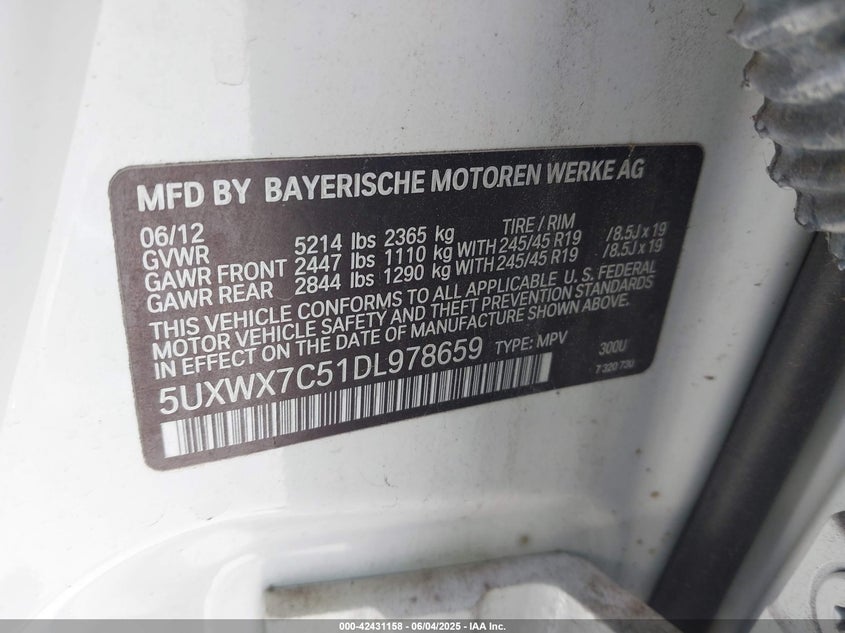 MFD BY BAYERISCHE MOTOREN WERKE AG
06/12 TIRE / RIM
GVWR 5214 lbs 2365 kg
GAWR FRONT 2447 lbs 1110 kg WITH 245/45 R19 /8.5J x 19
GAWR REAR 2844 lbs 1290 kg WITH 245/45 R19 /8.5J x 19
THIS VEHICLE CONFORMS TO ALL APPLICABLE U.S. FEDERAL
MOTOR VEHICLE SAFETY AND THEFT PREVENTION STANDARDS
IN EFFECT ON THE DATE OF MANUFACTURE SHOWN ABOVE.
5UXWX7C51DL978659 TYPE: MPV 300U
7 320 730
000-42431158 - 06/04/2025 - IAA Inc.